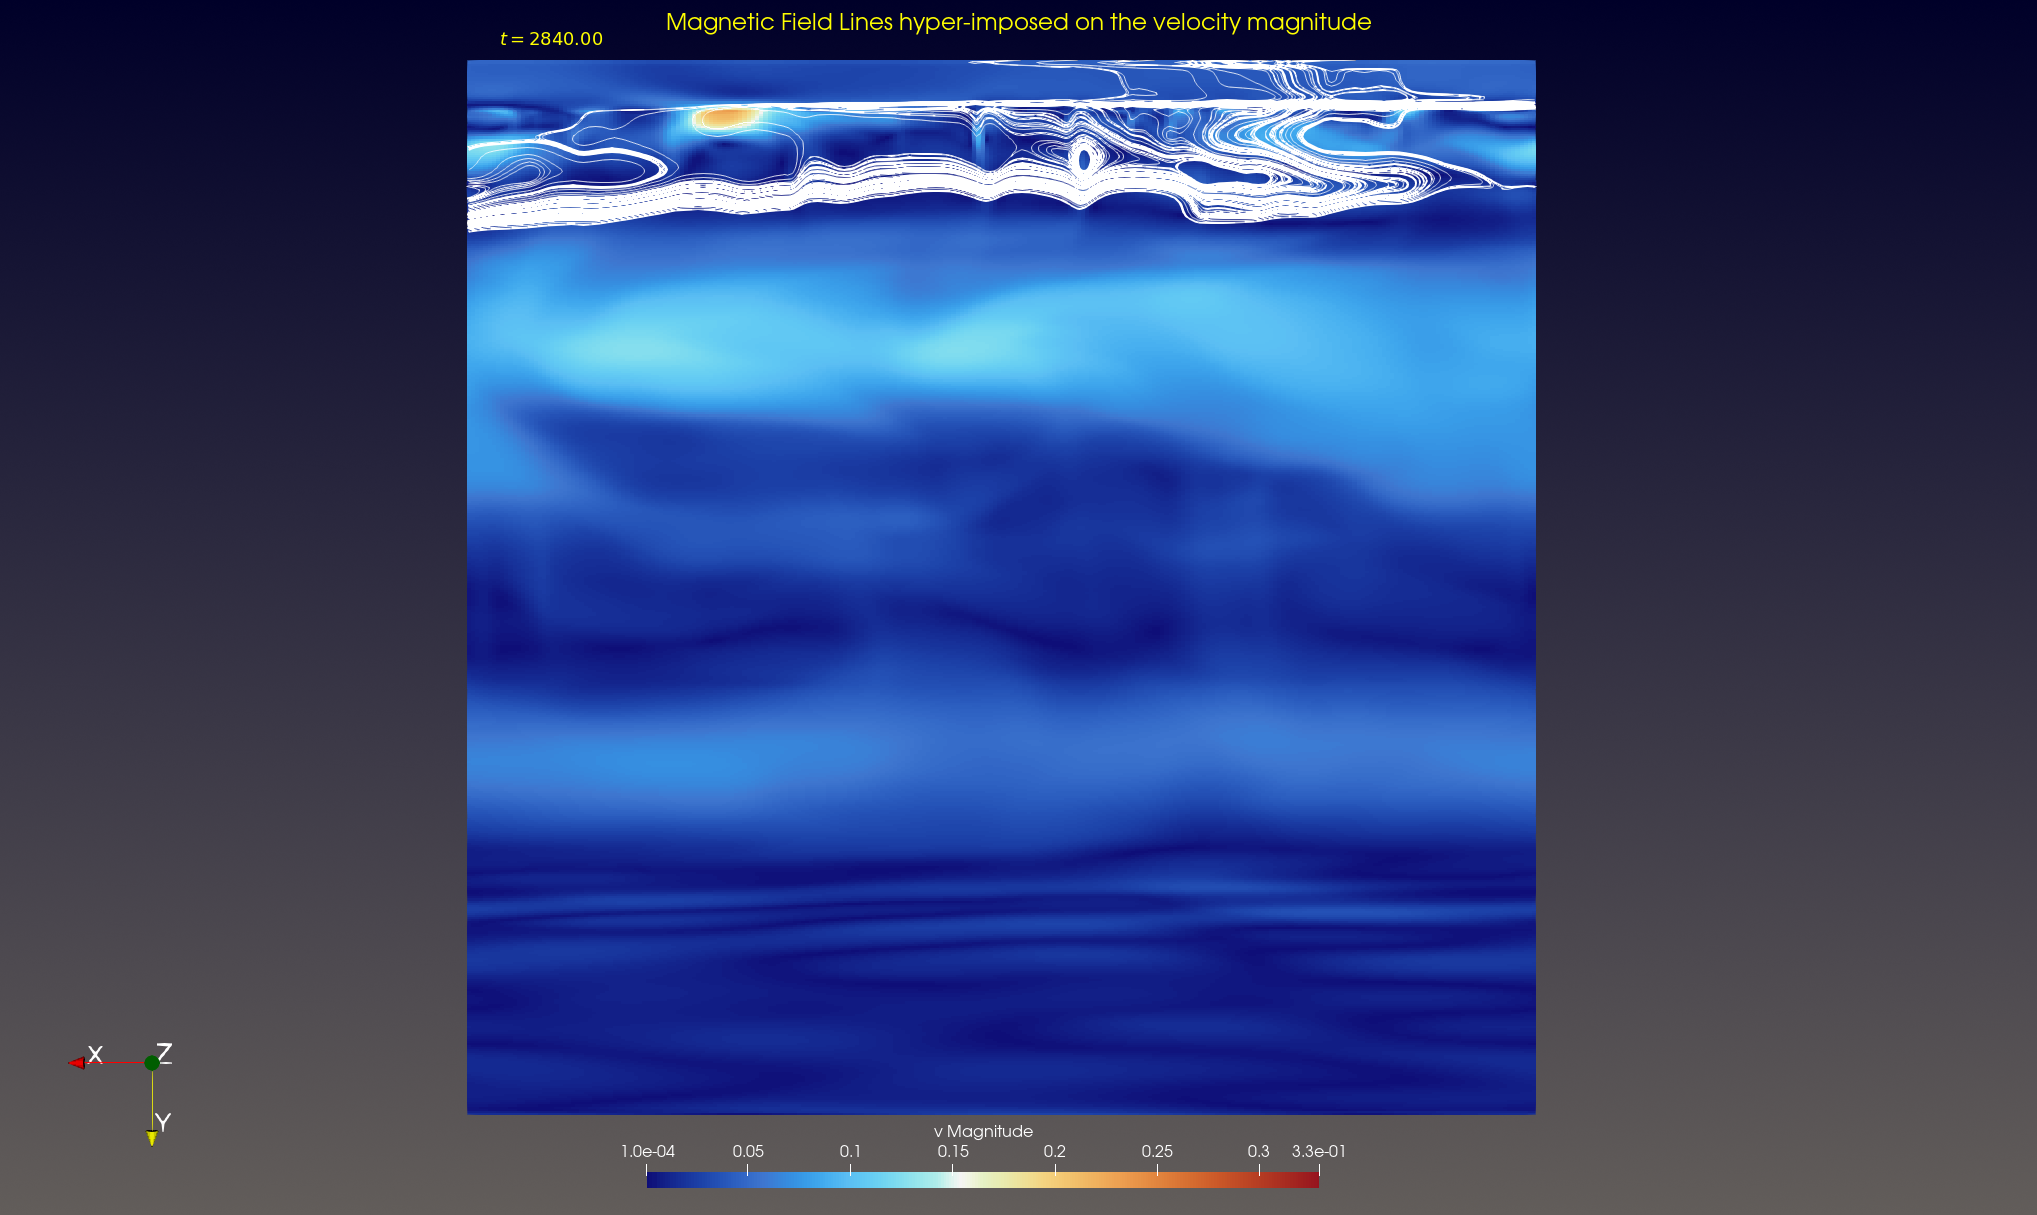 Magnetic Field Lines hyper-imposed on the velocity magnitude
t = 2840.00
X Z
Y
v Magnitude
1.0e-04 0.05 0.1 0.15 0.2 0.25 0.3 3.3e-01